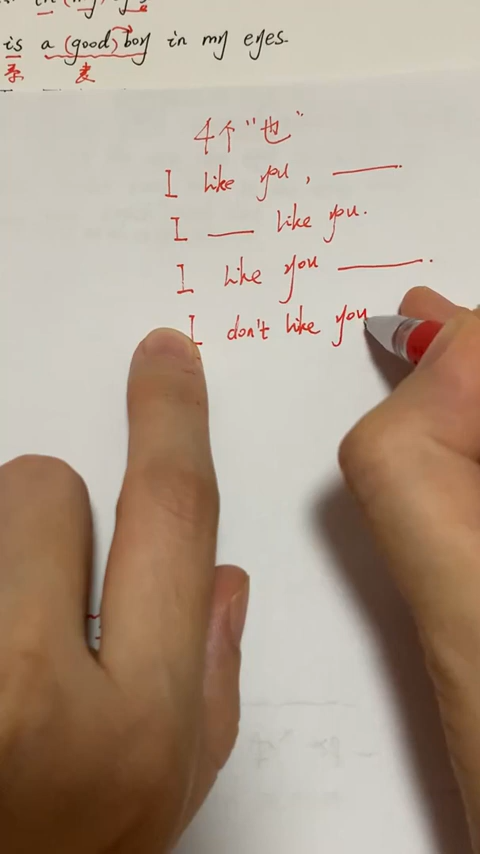 is a (good) boy in my eyes.
系 表
4个"也"
I like you, ____.
I ____ like you.
I like you ____.
I don't like you